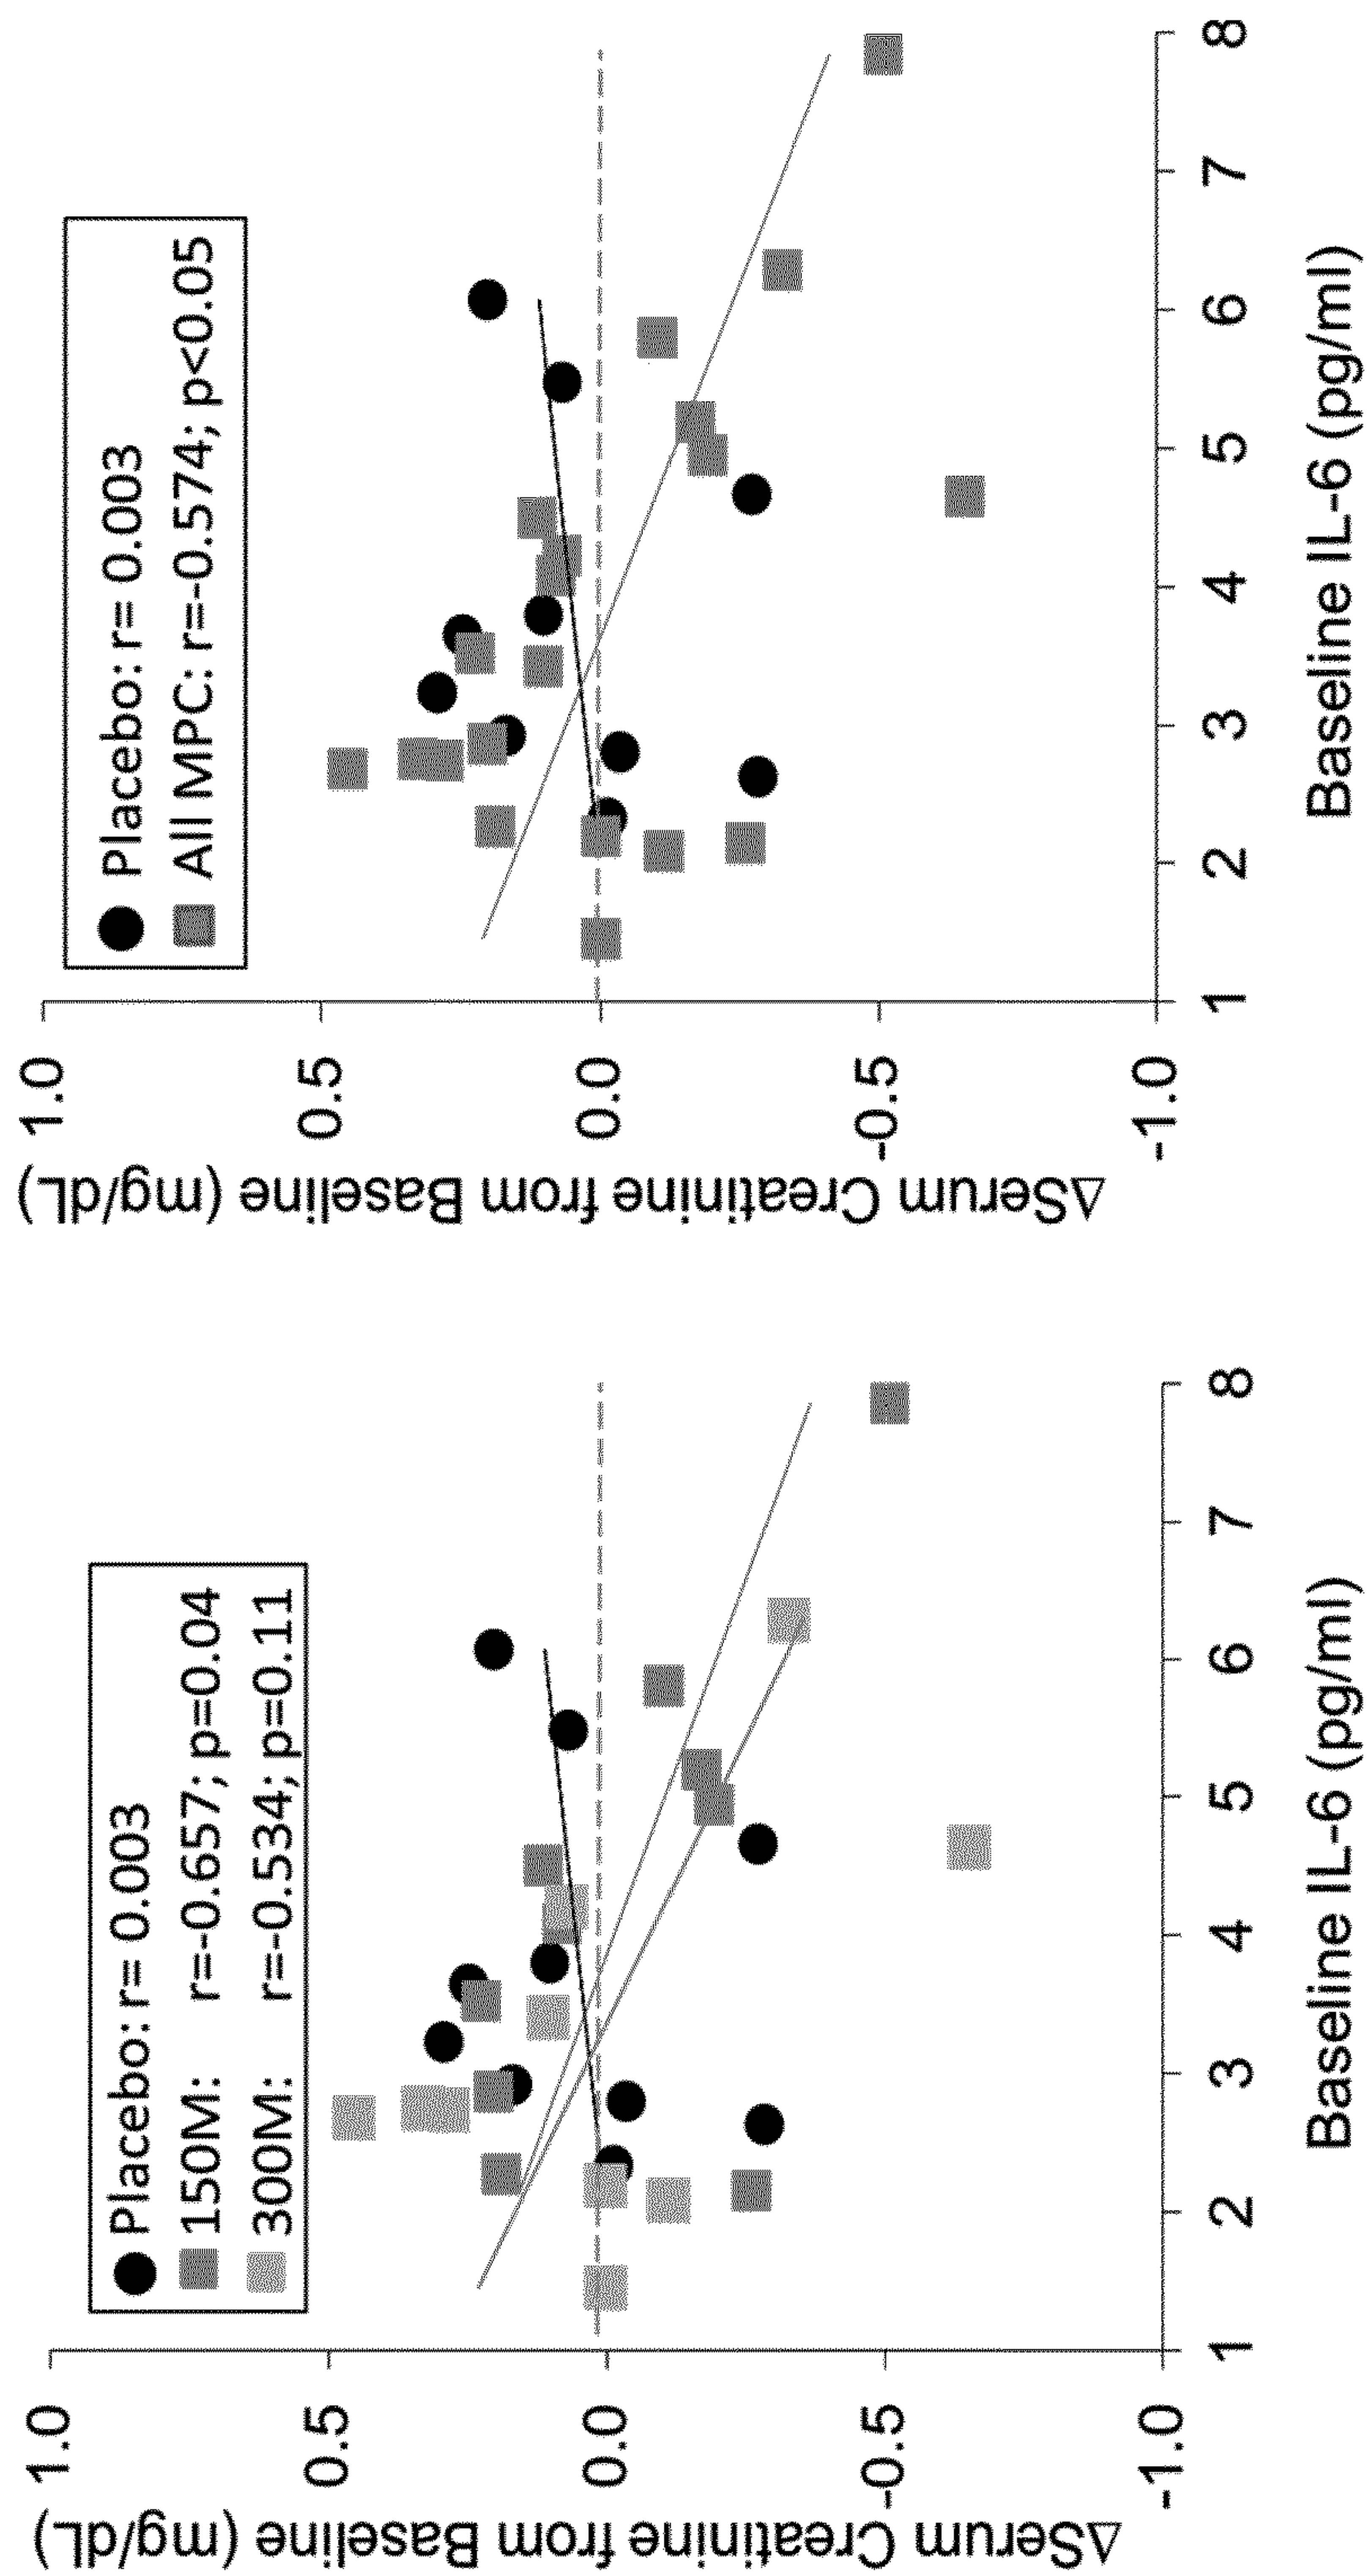 ΔSerum Creatinine from Baseline (mg/dL)
1.0
0.5
0.0
-0.5
-1.0
Placebo: r= 0.003
150M: r=-0.657; p=0.04
300M: r=-0.534; p=0.11
1 2 3 4 5 6 7 8
Baseline IL-6 (pg/ml)
ΔSerum Creatinine from Baseline (mg/dL)
1.0
0.5
0.0
-0.5
-1.0
Placebo: r= 0.003
All MPC: r=-0.574; p<0.05
1 2 3 4 5 6 7 8
Baseline IL-6 (pg/ml)